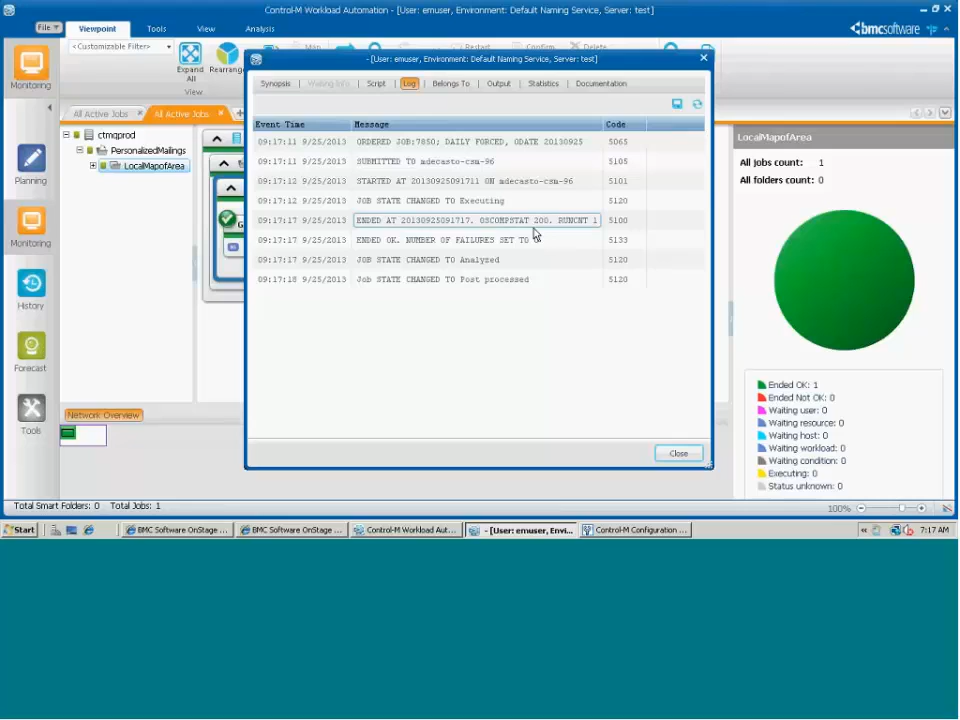 Control-M Workload Automation - [User: emuser, Environment: Default Naming Service, Server: test]
File
Viewpoint
Tools
View
Analysis
bmcsoftware
<Customizable Filter>
Expand All
Rearrang
Map
Restart
Confirm
Delete
View
Monitoring
Planning
Monitoring
History
Forecast
Tools
All Active Jobs
All Active Jobs
ctmqprod
PersonalizedMailings
LocalMapofArea
Network Overview
- [User: emuser, Environment: Default Naming Service, Server: test]
Synopsis | Waiting Info | Script | Log | Belongs To | Output | Statistics | Documentation
Event Time Message Code
09:17:11 9/25/2013 ORDERED JOB:7850; DAILY FORCED, ODATE 20130925 5065
09:17:11 9/25/2013 SUBMITTED TO mdecasto-csm-96 5105
09:17:12 9/25/2013 STARTED AT 20130925091711 ON mdecasto-csm-96 5101
09:17:12 9/25/2013 JOB STATE CHANGED TO Executing 5120
09:17:17 9/25/2013 ENDED AT 20130925091717. OSCOMPSTAT 200. RUNCNT 1 5100
09:17:17 9/25/2013 ENDED OK. NUMBER OF FAILURES SET TO 0 5133
09:17:17 9/25/2013 JOB STATE CHANGED TO Analyzed 5120
09:17:18 9/25/2013 Job STATE CHANGED TO Post processed 5120
Close
LocalMapofArea
All jobs count: 1
All folders count: 0
Ended OK: 1
Ended Not OK: 0
Waiting user: 0
Waiting resource: 0
Waiting host: 0
Waiting workload: 0
Waiting condition: 0
Executing: 0
Status unknown: 0
Total Smart Folders: 0 Total Jobs: 1
100%
Start
BMC Software OnStage ...
BMC Software OnStage ...
Control-M Workload Aut...
- [User: emuser, Envi...
Control-M Configuration ...
7:17 AM